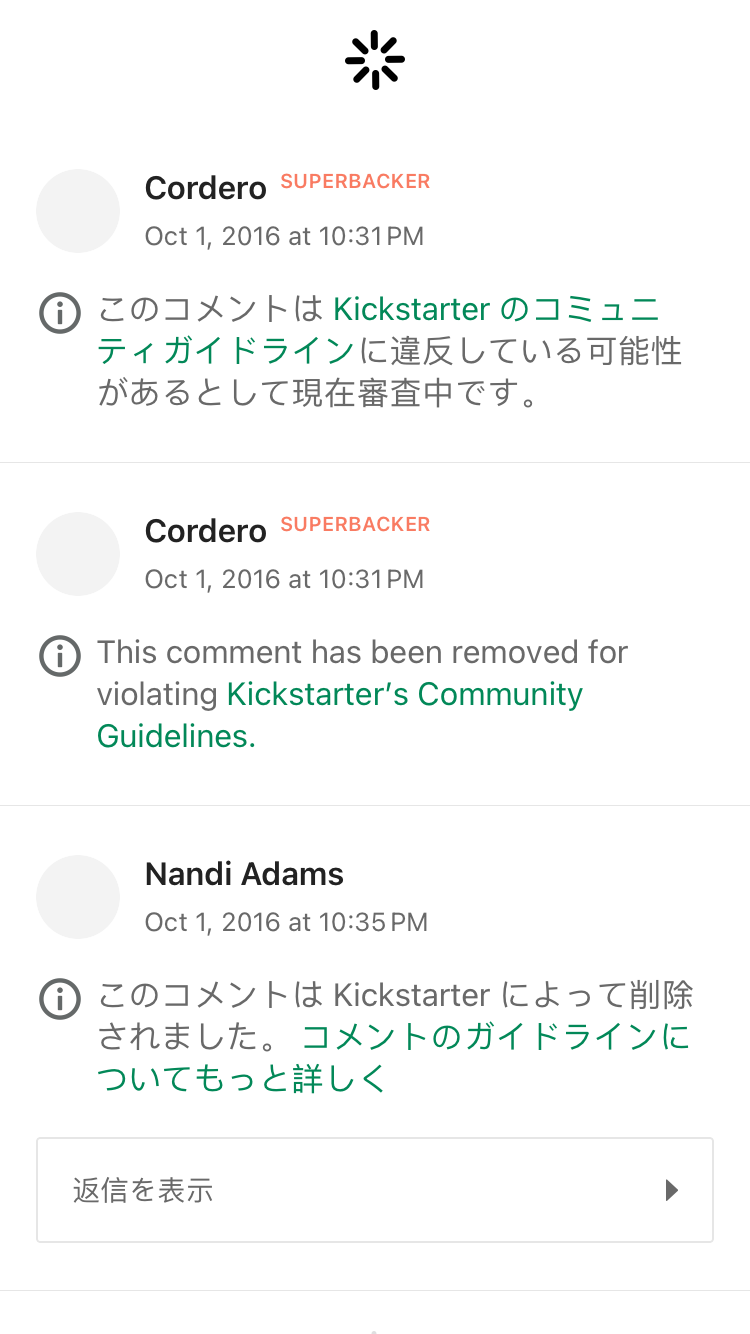 Cordero SUPERBACKER
Oct 1, 2016 at 10:31 PM
このコメントは Kickstarter のコミュニ
ティガイドラインに違反している可能性
があるとして現在審査中です。
Cordero SUPERBACKER
Oct 1, 2016 at 10:31 PM
This comment has been removed for
violating Kickstarter’s Community
Guidelines.
Nandi Adams
Oct 1, 2016 at 10:35 PM
このコメントは Kickstarter によって削除
されました。 コメントのガイドラインに
ついてもっと詳しく
返信を表示